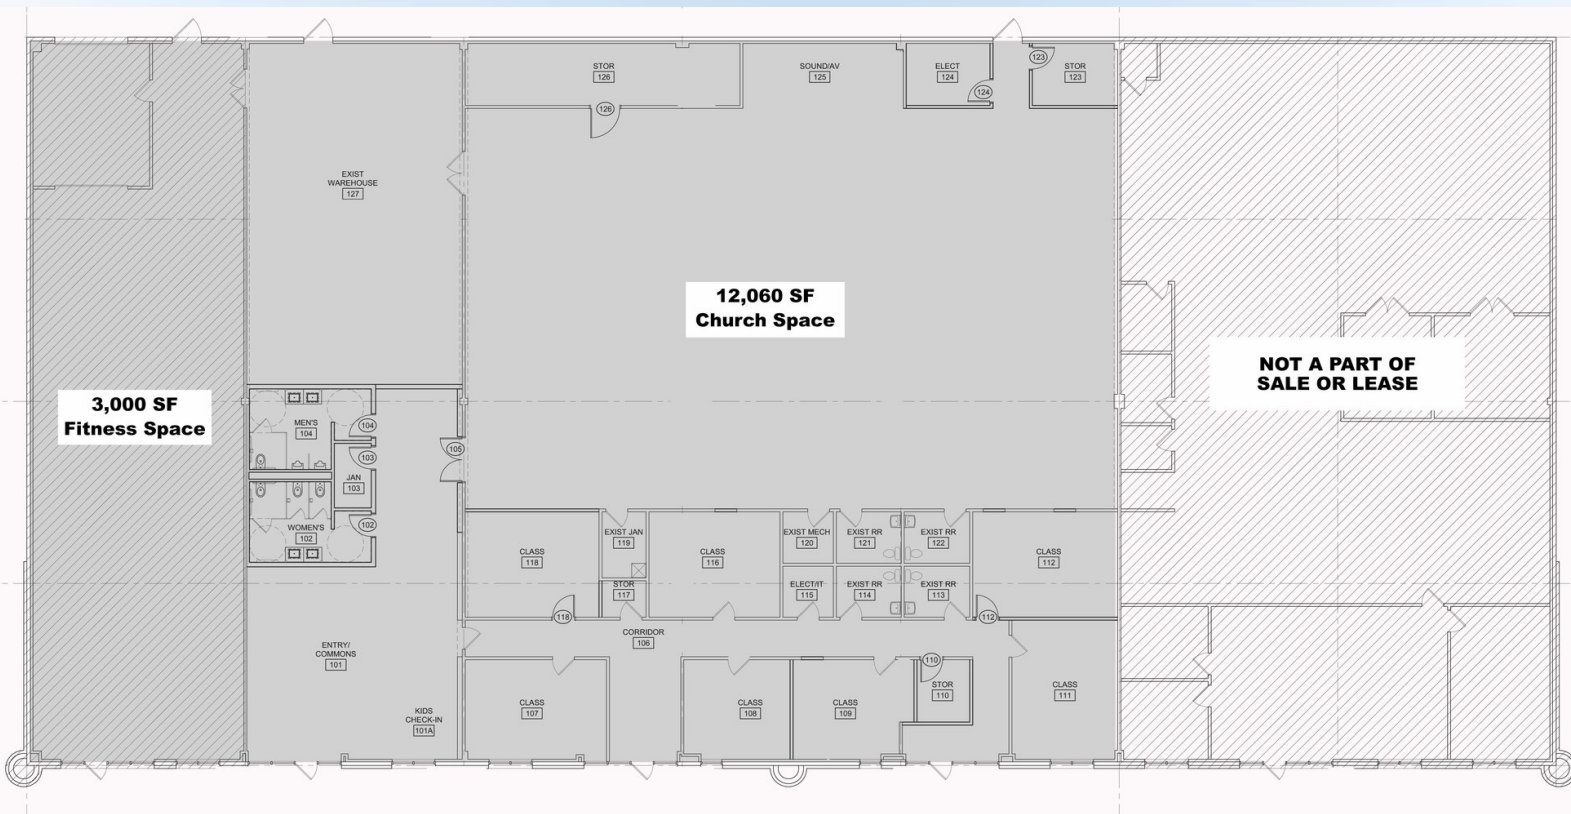 STOR
126
SOUND/AV
125
ELECT
124
123
STOR
123
124
126
EXIST
WAREHOUSE
127
12,060 SF
Church Space
NOT A PART OF
SALE OR LEASE
3,000 SF
Fitness Space
MEN'S
104
104
103
105
JAN
103
WOMEN'S
102
102
CLASS
118
EXIST JAN
119
CLASS
116
EXIST MECH
120
EXIST RR
121
EXIST RR
122
CLASS
112
STOR
117
ELECT/IT
115
EXIST RR
114
EXIST RR
113
118
112
CORRIDOR
106
ENTRY/
COMMONS
101
110
STOR
110
CLASS
111
CLASS
107
CLASS
108
CLASS
109
KIDS
CHECK-IN
101A